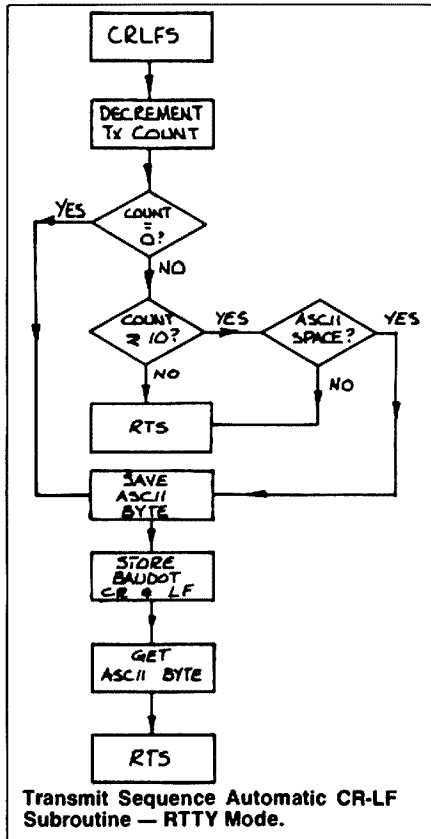 CRLFS
DECREMENT
TX COUNT
COUNT
=
0?
YES
NO
COUNT
≥ 10?
YES
ASCII
SPACE?
YES
NO
NO
RTS
SAVE
ASCII
BYTE
STORE
BAUDOT
CR & LF
GET
ASCII BYTE
RTS
Transmit Sequence Automatic CR-LF
Subroutine — RTTY Mode.